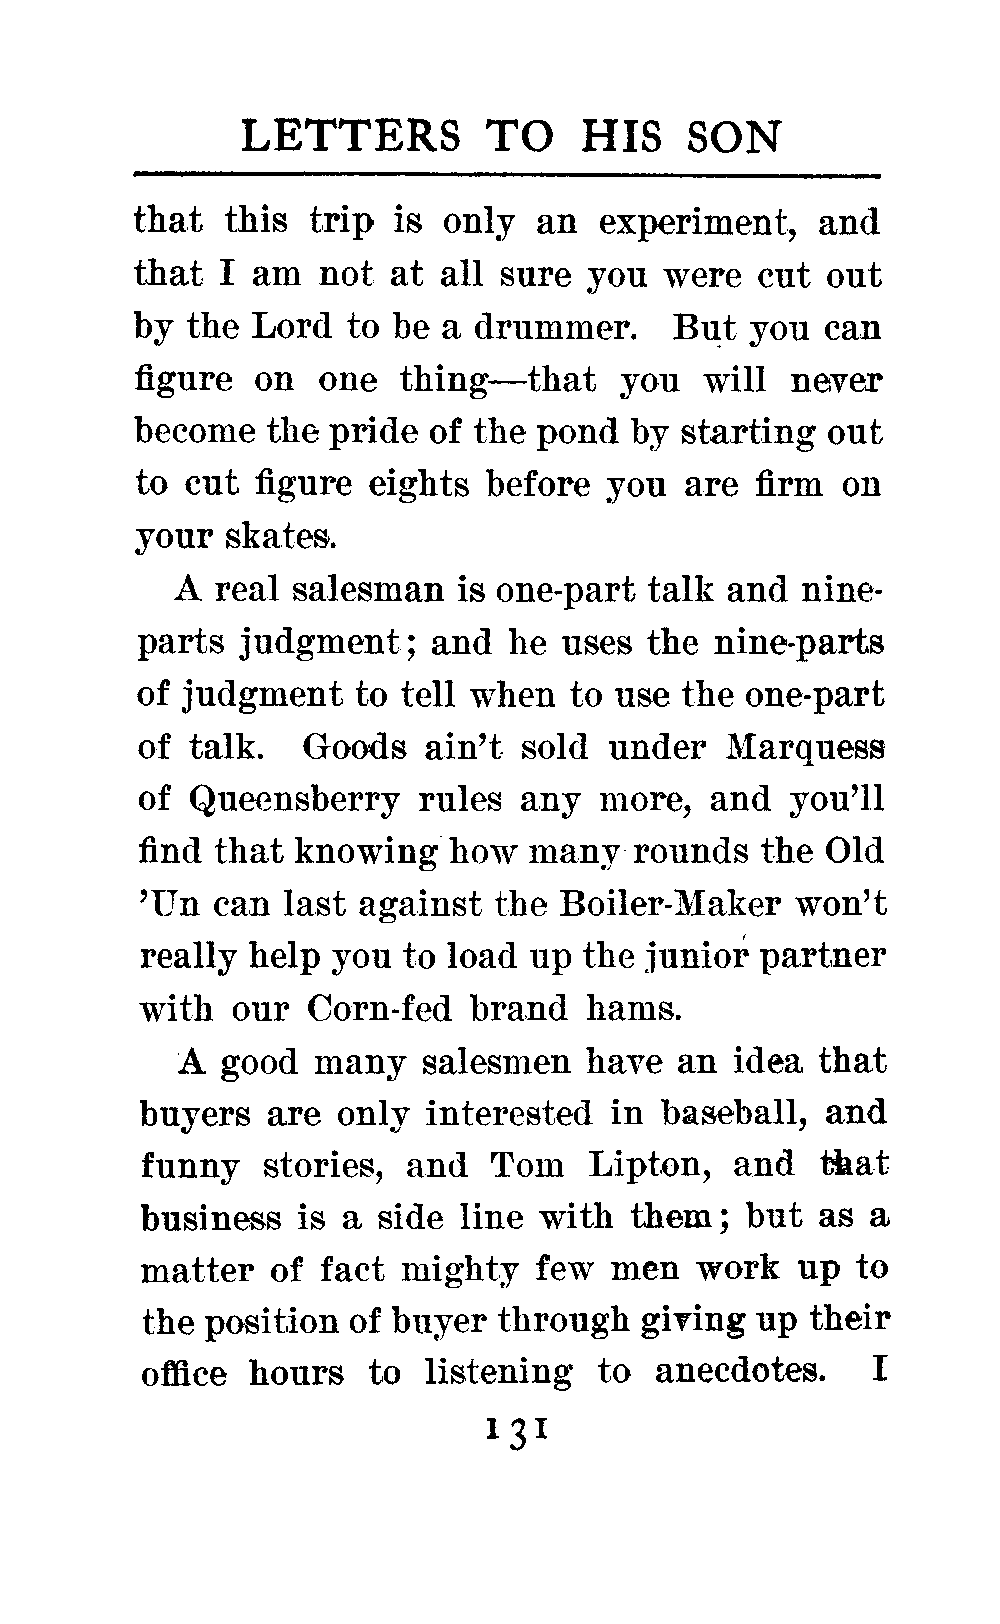 LETTERS TO HIS SON
that this trip is only an experiment, and
that I am not at all sure you were cut out
by the Lord to be a drummer. But you can
figure on one thing—that you will never
become the pride of the pond by starting out
to cut figure eights before you are firm on
your skates.
A real salesman is one-part talk and nine-
parts judgment; and he uses the nine-parts
of judgment to tell when to use the one-part
of talk. Goods ain't sold under Marquess
of Queensberry rules any more, and you'll
find that knowing how many rounds the Old
'Un can last against the Boiler-Maker won't
really help you to load up the junior partner
with our Corn-fed brand hams.
A good many salesmen have an idea that
buyers are only interested in baseball, and
funny stories, and Tom Lipton, and that
business is a side line with them; but as a
matter of fact mighty few men work up to
the position of buyer through giving up their
office hours to listening to anecdotes. I
131